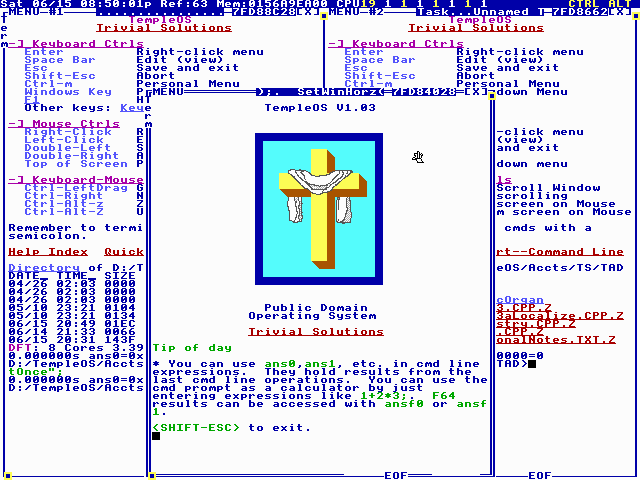 Sat 06/15 08:50:01p Ref:63 Mem:0156A9EA00 CPU19 1 1 1 1 1 1 1 CTRL ALT
MENU #1 7FD88C28[X]
TempleOS
Trivial Solutions
-] Keyboard Ctrls
Enter Right-click menu
Space Bar Edit (view)
Esc Save and exit
Shift-Esc Abort
Ctrl-m Personal Menu
Windows Key
F1
Other keys: Key
-] Mouse Ctrls
Right-Click R
Left-Click E
Double-Left S
Double-Right A
Top of Screen P
-] Keyboard-Mouse
Ctrl-LeftDrag G
Ctrl-Right N
Ctrl-Alt-z Z
Ctrl-Alt-Z U
Remember to termi
semicolon.
Help Index Quick
Directory of D:/T
DATE_ TIME_ SIZE
04/26 02:03 0000
04/26 02:03 0000
04/26 02:03 0000
05/10 23:21 0104
05/10 23:21 0134
06/15 20:49 01EC
06/14 21:33 0066
06/15 20:31 143F
DFT: 8 Cores 3.39
0.000000s ans0=0x
D:/TempleOS/Accts
tOnce";
0.000000s ans0=0x
D:/TempleOS/Accts
MENU #2 Task...Unnamed T 7FD8662[X]
TempleOS
Trivial Solutions
-] Keyboard Ctrls
Enter Right-click menu
Space Bar Edit (view)
Esc Save and exit
Shift-Esc Abort
Ctrl-m Personal Menu
down Menu
-click menu
(view)
and exit
down menu
ls
Scroll Window
scrolling
screen on Mouse
m screen on Mouse
cmds with a
rt--Command Line
eOS/Accts/TS/TAD
cOrgan
3.CPP.Z
3aLocalize.CPP.Z
stry.CPP.Z
.CPP.Z
onalNotes.TXT.Z
0000=0
TAD>
MENU );. SetWinHorz( 7FD84028[X]
TempleOS V1.03
Public Domain
Operating System
Trivial Solutions
Tip of day
* You can use ans0,ans1, etc. in cmd line
expressions. They hold results from the
last cmd line operations. You can use the
cmd prompt as a calculator by just
entering expressions like 1+2*3;. F64
results can be accessed with ansf0 or ansf
1.
<SHIFT-ESC> to exit.
EOF
EOF